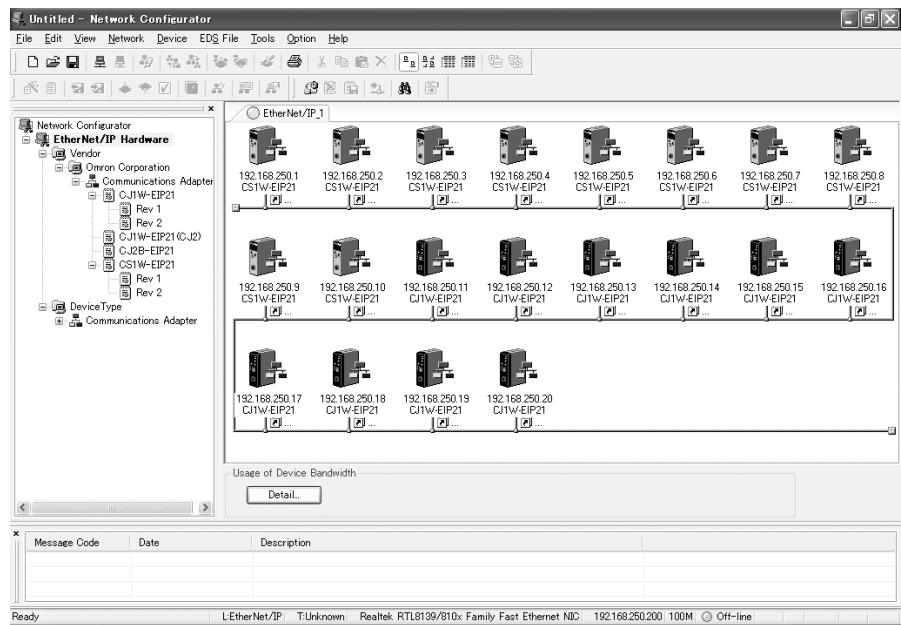 Untitled - Network Configurator
File Edit View Network Device EDS File Tools Option Help
Network Configurator
EtherNet/IP Hardware
Vendor
Omron Corporation
Communications Adapter
CJ1W-EIP21
Rev 1
Rev 2
CJ1W-EIP21(CJ2)
CJ2B-EIP21
CS1W-EIP21
Rev 1
Rev 2
DeviceType
Communications Adapter
EtherNet/IP_1
192.168.250.1 192.168.250.2 192.168.250.3 192.168.250.4 192.168.250.5 192.168.250.6 192.168.250.7 192.168.250.8
CS1W-EIP21 CS1W-EIP21 CS1W-EIP21 CS1W-EIP21 CS1W-EIP21 CS1W-EIP21 CS1W-EIP21 CS1W-EIP21
... ... ... ... ... ... ... ...
192.168.250.9 192.168.250.10 192.168.250.11 192.168.250.12 192.168.250.13 192.168.250.14 192.168.250.15 192.168.250.16
CS1W-EIP21 CS1W-EIP21 CJ1W-EIP21 CJ1W-EIP21 CJ1W-EIP21 CJ1W-EIP21 CJ1W-EIP21 CJ1W-EIP21
... ... ... ... ... ... ... ...
192.168.250.17 192.168.250.18 192.168.250.19 192.168.250.20
CJ1W-EIP21 CJ1W-EIP21 CJ1W-EIP21 CJ1W-EIP21
... ... ... ...
Usage of Device Bandwidth
Detail...
Message Code Date Description
Ready L:EtherNet/IP T:Unknown Realtek RTL8139/810x Family Fast Ethernet NIC 192.168.250.200 100M Off-line